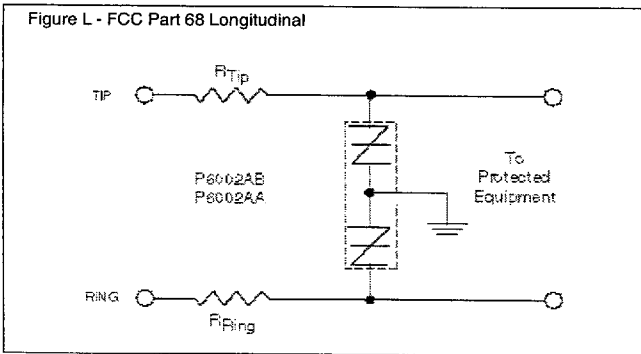 Figure L - FCC Part 68 Longitudinal
RTip
TIP
P6002AB
P6002AA
To
Protected
Equipment
RING
RRing